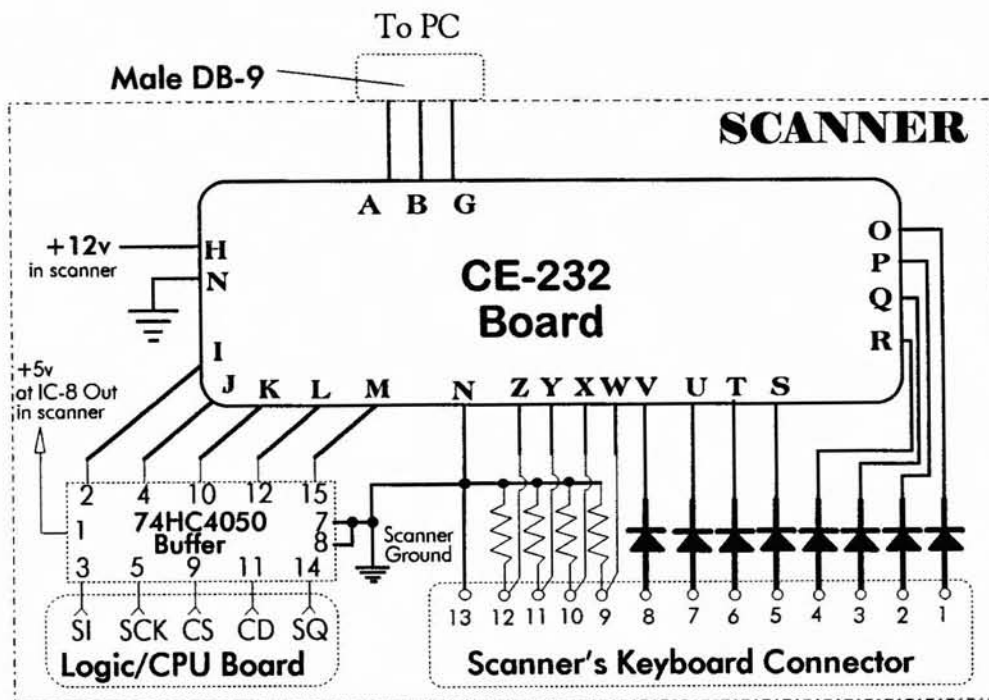 To PC
Male DB-9
SCANNER
A B G
+12v
in scanner
H
N
O
P
Q
R
CE-232
Board
+5v
at IC-8 Out
in scanner
I
J K L M N Z Y X W V U T S
2 4 10 12 15
1
74HC4050
Buffer
7
8
Scanner
Ground
3 5 9 11 14
13 12 11 10 9 8 7 6 5 4 3 2 1
SI SCK CS CD SQ
Logic/CPU Board
Scanner's Keyboard Connector